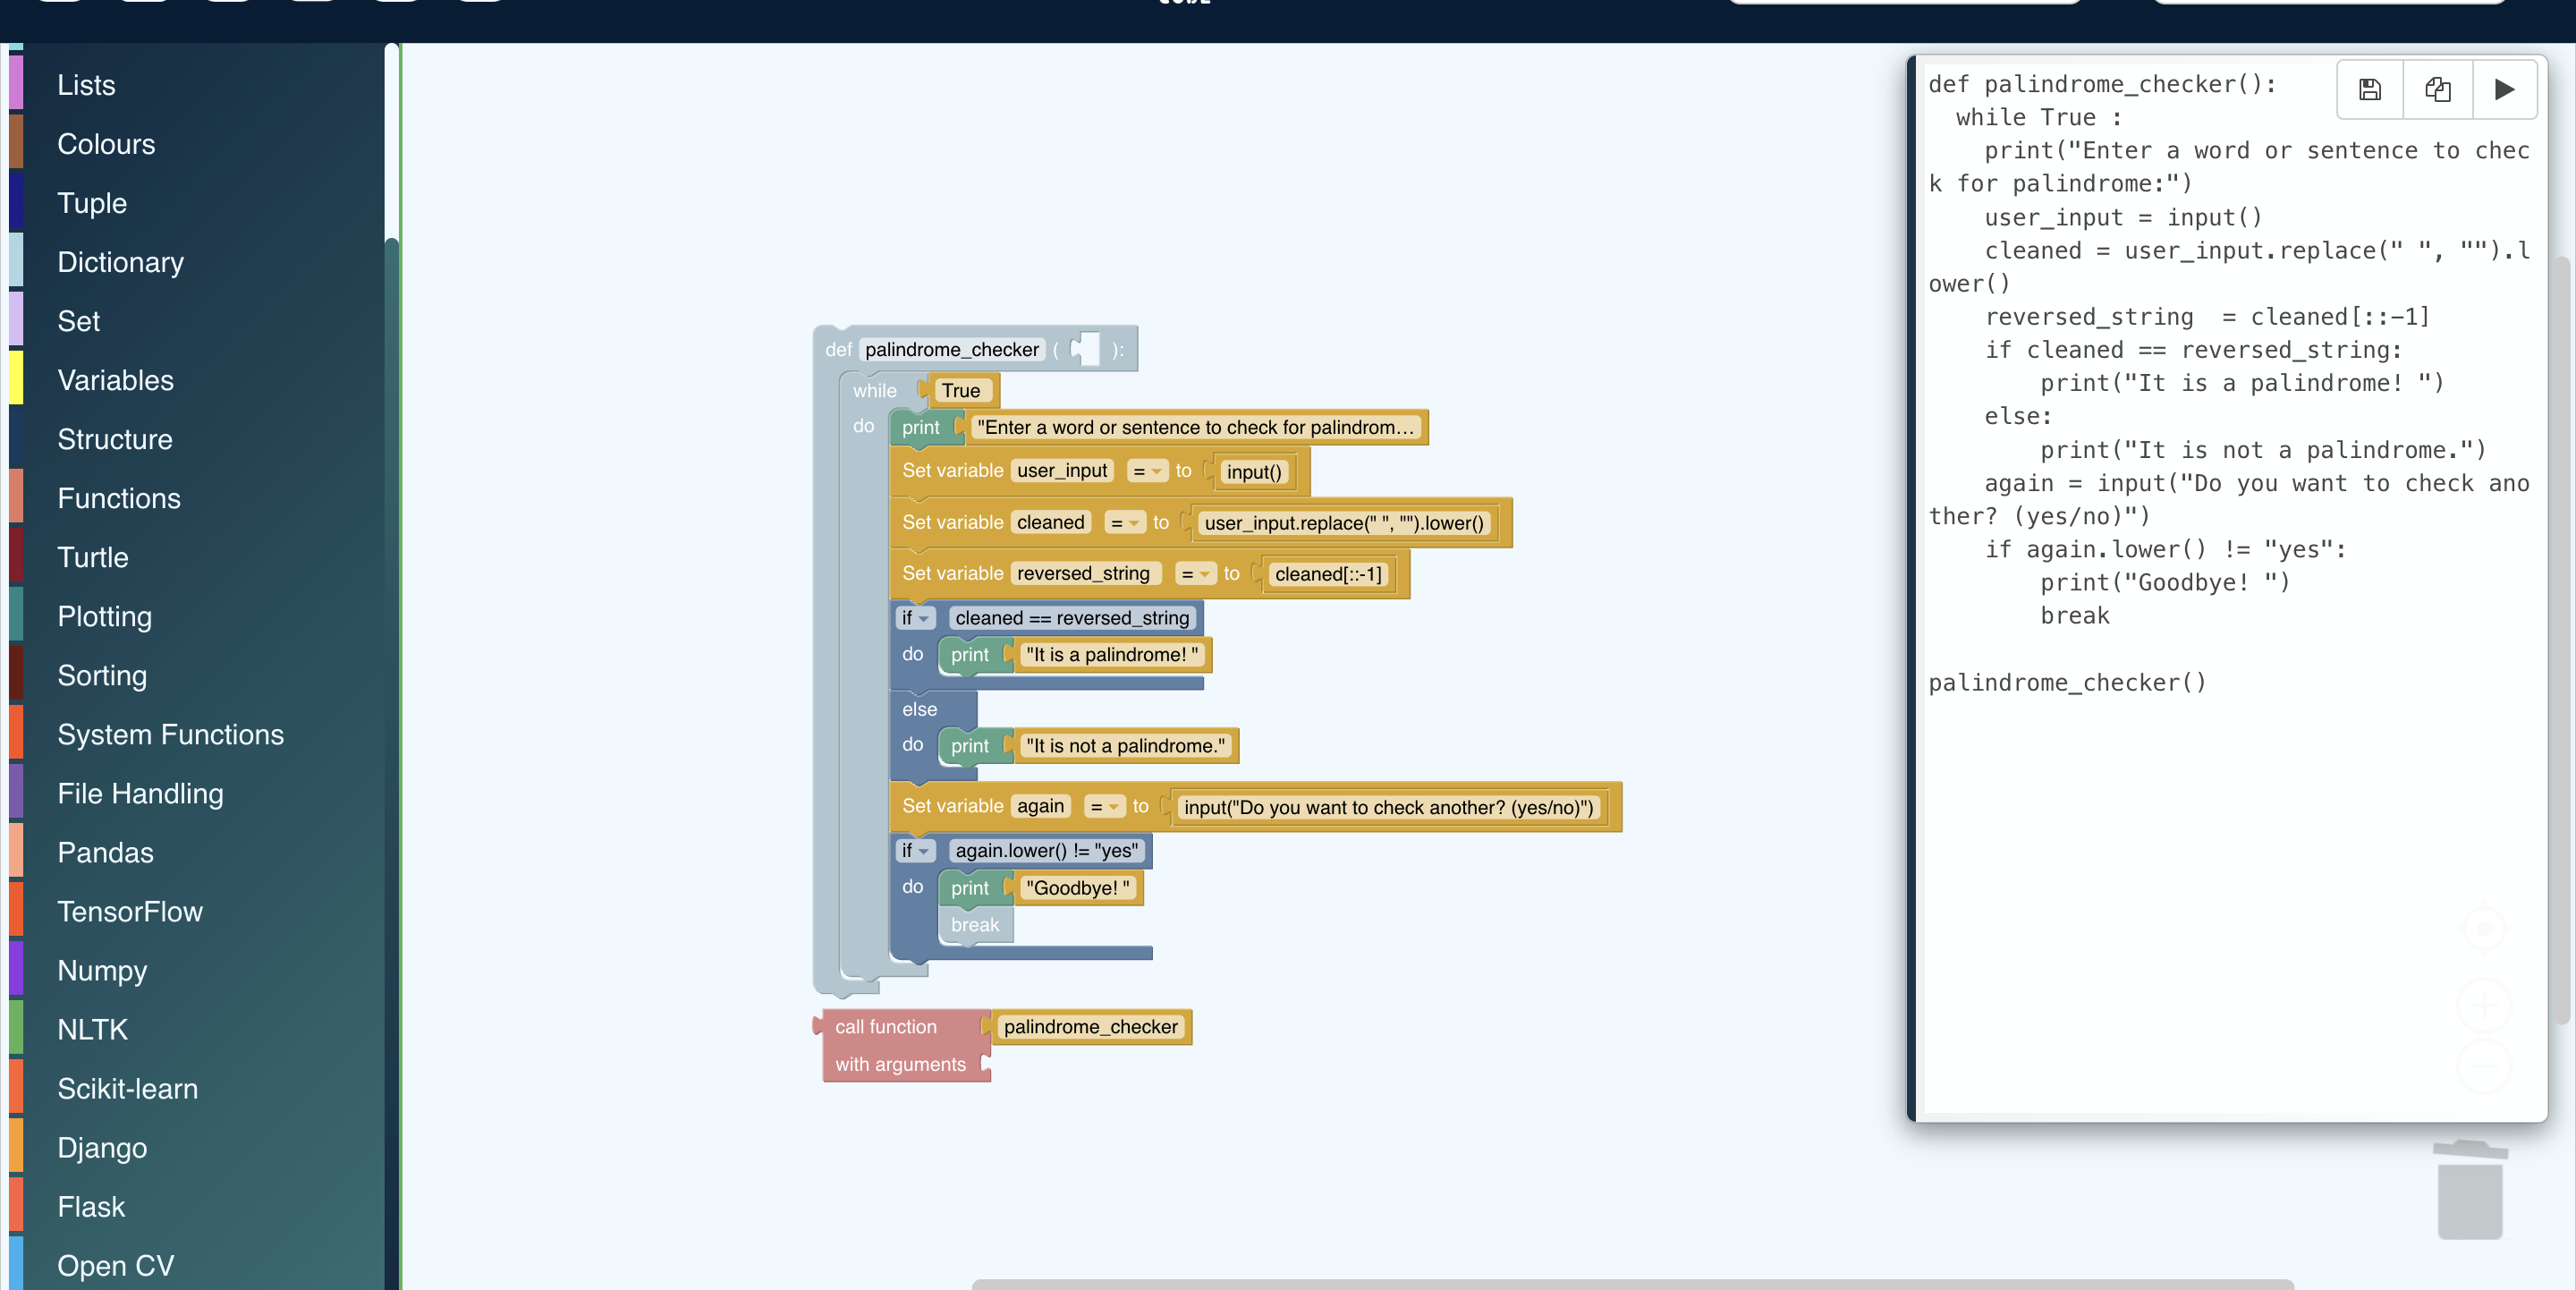 Lists
Colours
Tuple
Dictionary
Set
Variables
Structure
Functions
Turtle
Plotting
Sorting
System Functions
File Handling
Pandas
TensorFlow
Numpy
NLTK
Scikit-learn
Django
Flask
Open CV
def palindrome_checker ( ):
while True
do print "Enter a word or sentence to check for palindrom...
Set variable user_input = to input()
Set variable cleaned = to user_input.replace(" ", "").lower()
Set variable reversed_string = to cleaned[::-1]
if cleaned == reversed_string
do print "It is a palindrome! "
else
do print "It is not a palindrome."
Set variable again = to input("Do you want to check another? (yes/no)")
if again.lower() != "yes"
do print "Goodbye! "
break
call function palindrome_checker
with arguments
def palindrome_checker():
  while True :
    print("Enter a word or sentence to chec
k for palindrome:")
    user_input = input()
    cleaned = user_input.replace(" ", "").l
ower()
    reversed_string  = cleaned[::-1]
    if cleaned == reversed_string:
        print("It is a palindrome! ")
    else:
        print("It is not a palindrome.")
    again = input("Do you want to check ano
ther? (yes/no)")
    if again.lower() != "yes":
        print("Goodbye! ")
        break
palindrome_checker()